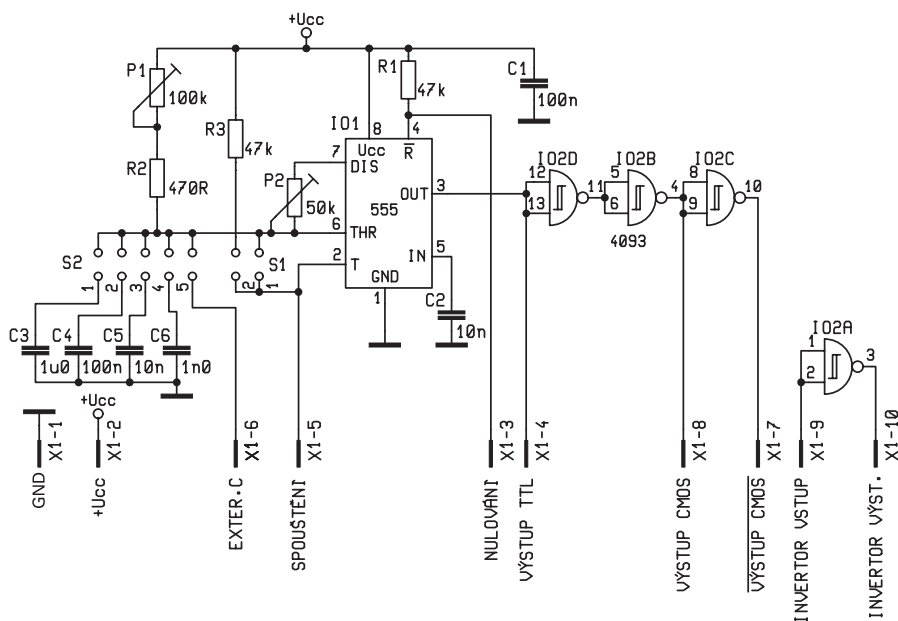 +Ucc
P1
100k
R3
47k
R1
47k
C1
100n
IO1
8
4
Ucc
R̅
7
DIS
R2
470R
P2
50k
OUT
3
555
6
THR
IN
5
2
T
GND
1
C2
10n
IO2D
12
13
11
IO2B
5
6
4
4093
IO2C
8
9
10
S2
1
2
3
4
5
S1
2
1
C3
1u0
C4
100n
C5
10n
C6
1n0
IO2A
1
2
3
+Ucc
X1-1
X1-2
X1-6
X1-5
X1-3
X1-4
X1-8
X1-7
X1-9
X1-10
GND
+Ucc
EXTER.C
SPOUŠTĚNÍ
NULOVÁNÍ
VÝSTUP TTL
VÝSTUP CMOS
VÝSTUP CMOS
INVERTOR VSTUP
INVERTOR VÝST.